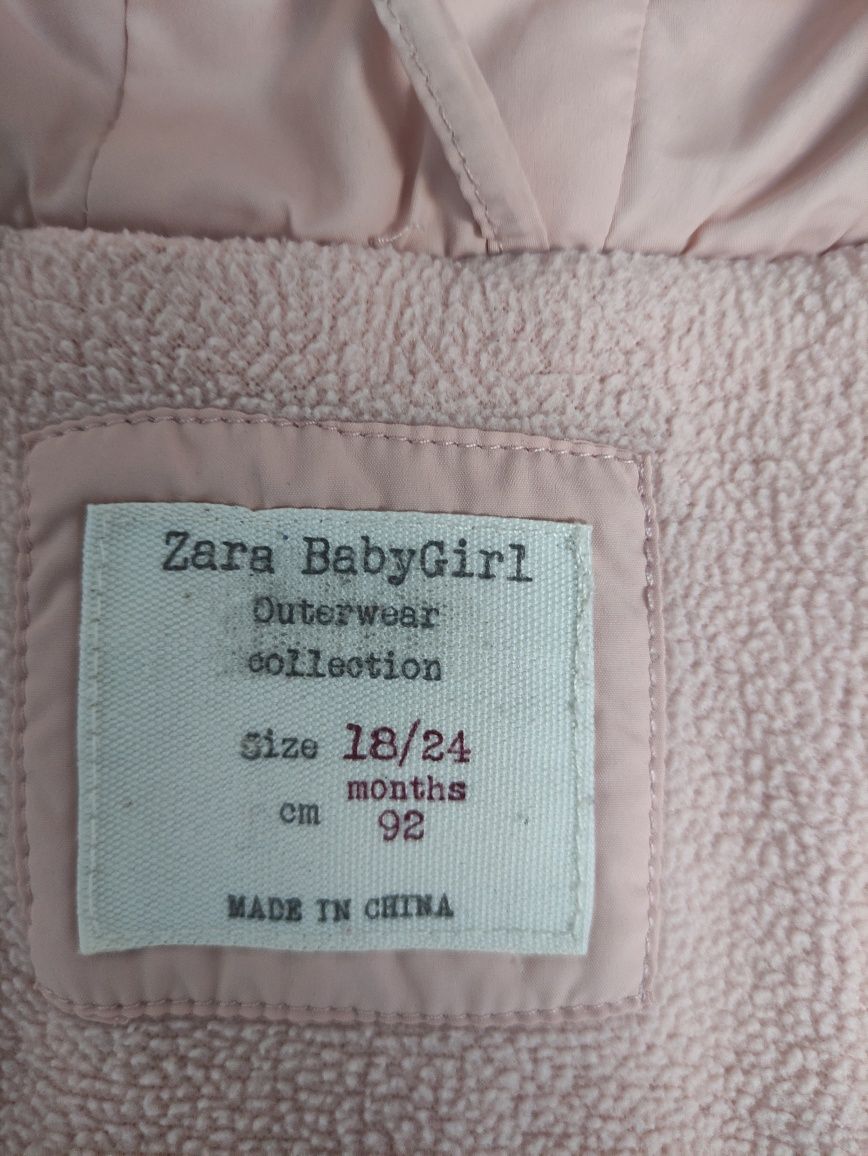 Zara BabyGirl
Outerwear
collection
Size 18/24
months
cm 92
MADE IN CHINA